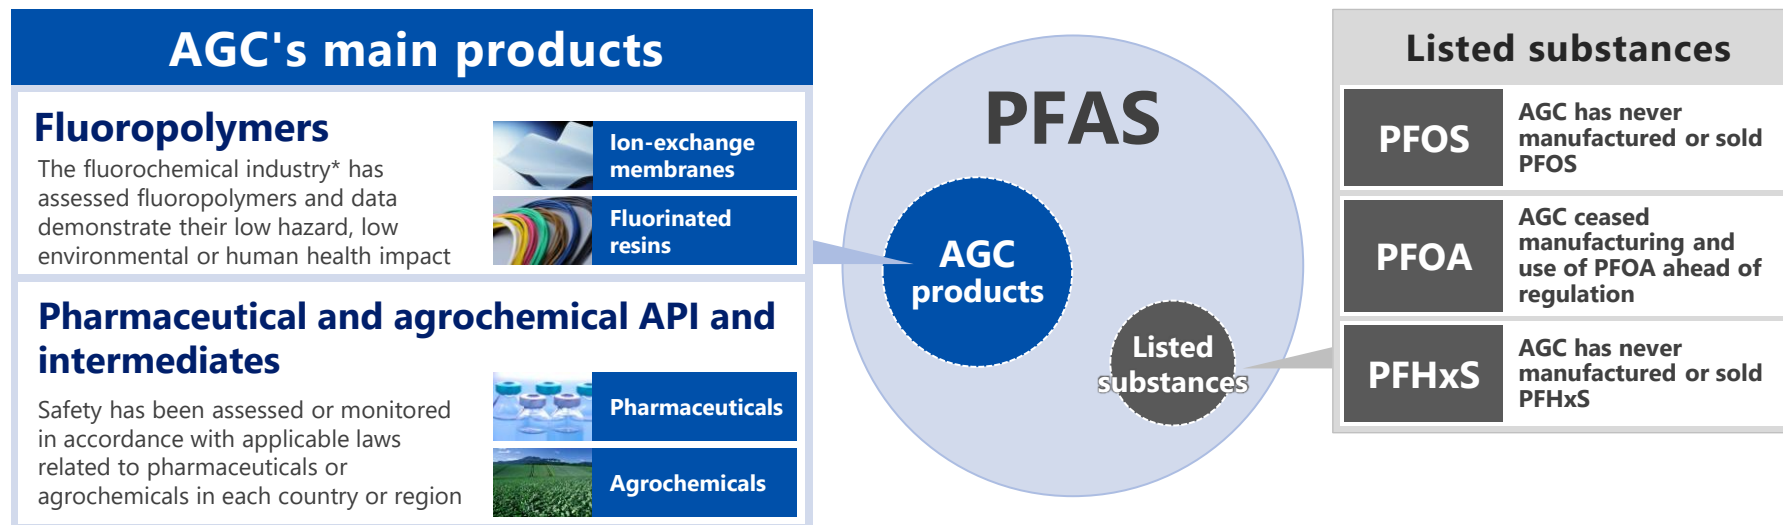 AGC's main products
Fluoropolymers
The fluorochemical industry* has
assessed fluoropolymers and data
demonstrate their low hazard, low
environmental or human health impact
Ion-exchange
membranes
Fluorinated
resins
Pharmaceutical and agrochemical API and
intermediates
Safety has been assessed or monitored
in accordance with applicable laws
related to pharmaceuticals or
agrochemicals in each country or region
Pharmaceuticals
Agrochemicals
PFAS
AGC
products
Listed
substances
Listed substances
PFOS
AGC has never
manufactured or sold
PFOS
PFOA
AGC ceased
manufacturing and
use of PFOA ahead of
regulation
PFHxS
AGC has never
manufactured or sold
PFHxS